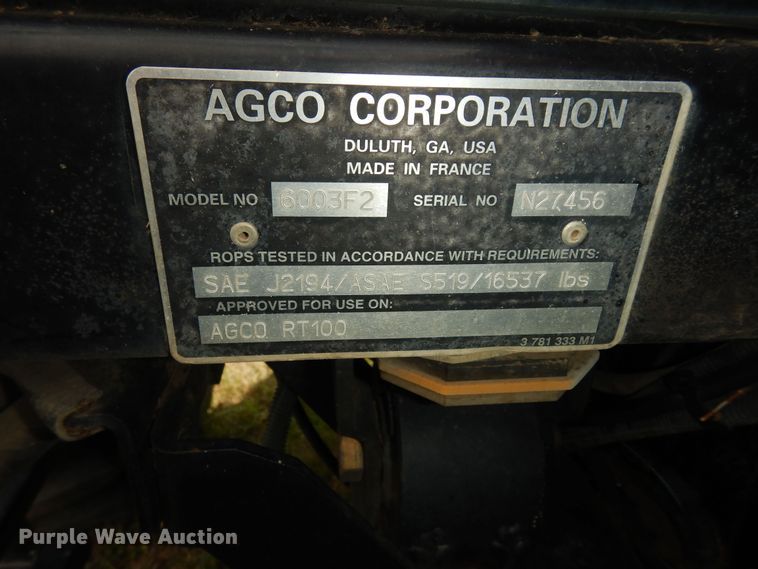 AGCO CORPORATION
DULUTH, GA, USA
MADE IN FRANCE
MODEL NO 6003F2 SERIAL NO N27456
ROPS TESTED IN ACCORDANCE WITH REQUIREMENTS:
SAE J2194/ASAE S519/16537 lbs
APPROVED FOR USE ON:
AGCO RT100
3 781 333 M1
Purple Wave Auction